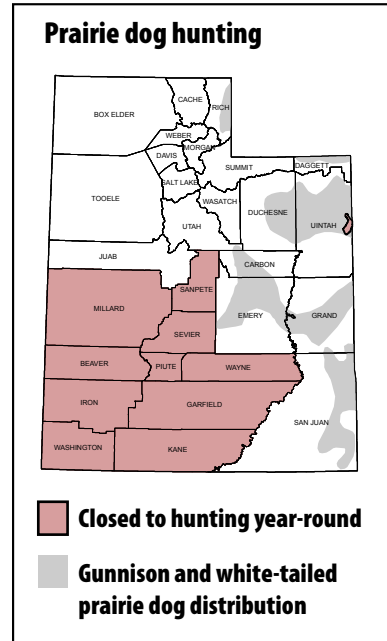 Prairie dog hunting
CACHE
RICH
BOX ELDER
WEBER
MORGAN
DAVIS
DAGGETT
SUMMIT
SALT LAKE
TOOELE
WASATCH
DUCHESNE
UINTAH
UTAH
JUAB
CARBON
SANPETE
MILLARD
EMERY
GRAND
SEVIER
BEAVER
PIUTE
WAYNE
IRON
GARFIELD
SAN JUAN
WASHINGTON
KANE
Closed to hunting year-round
Gunnison and white-tailed
prairie dog distribution